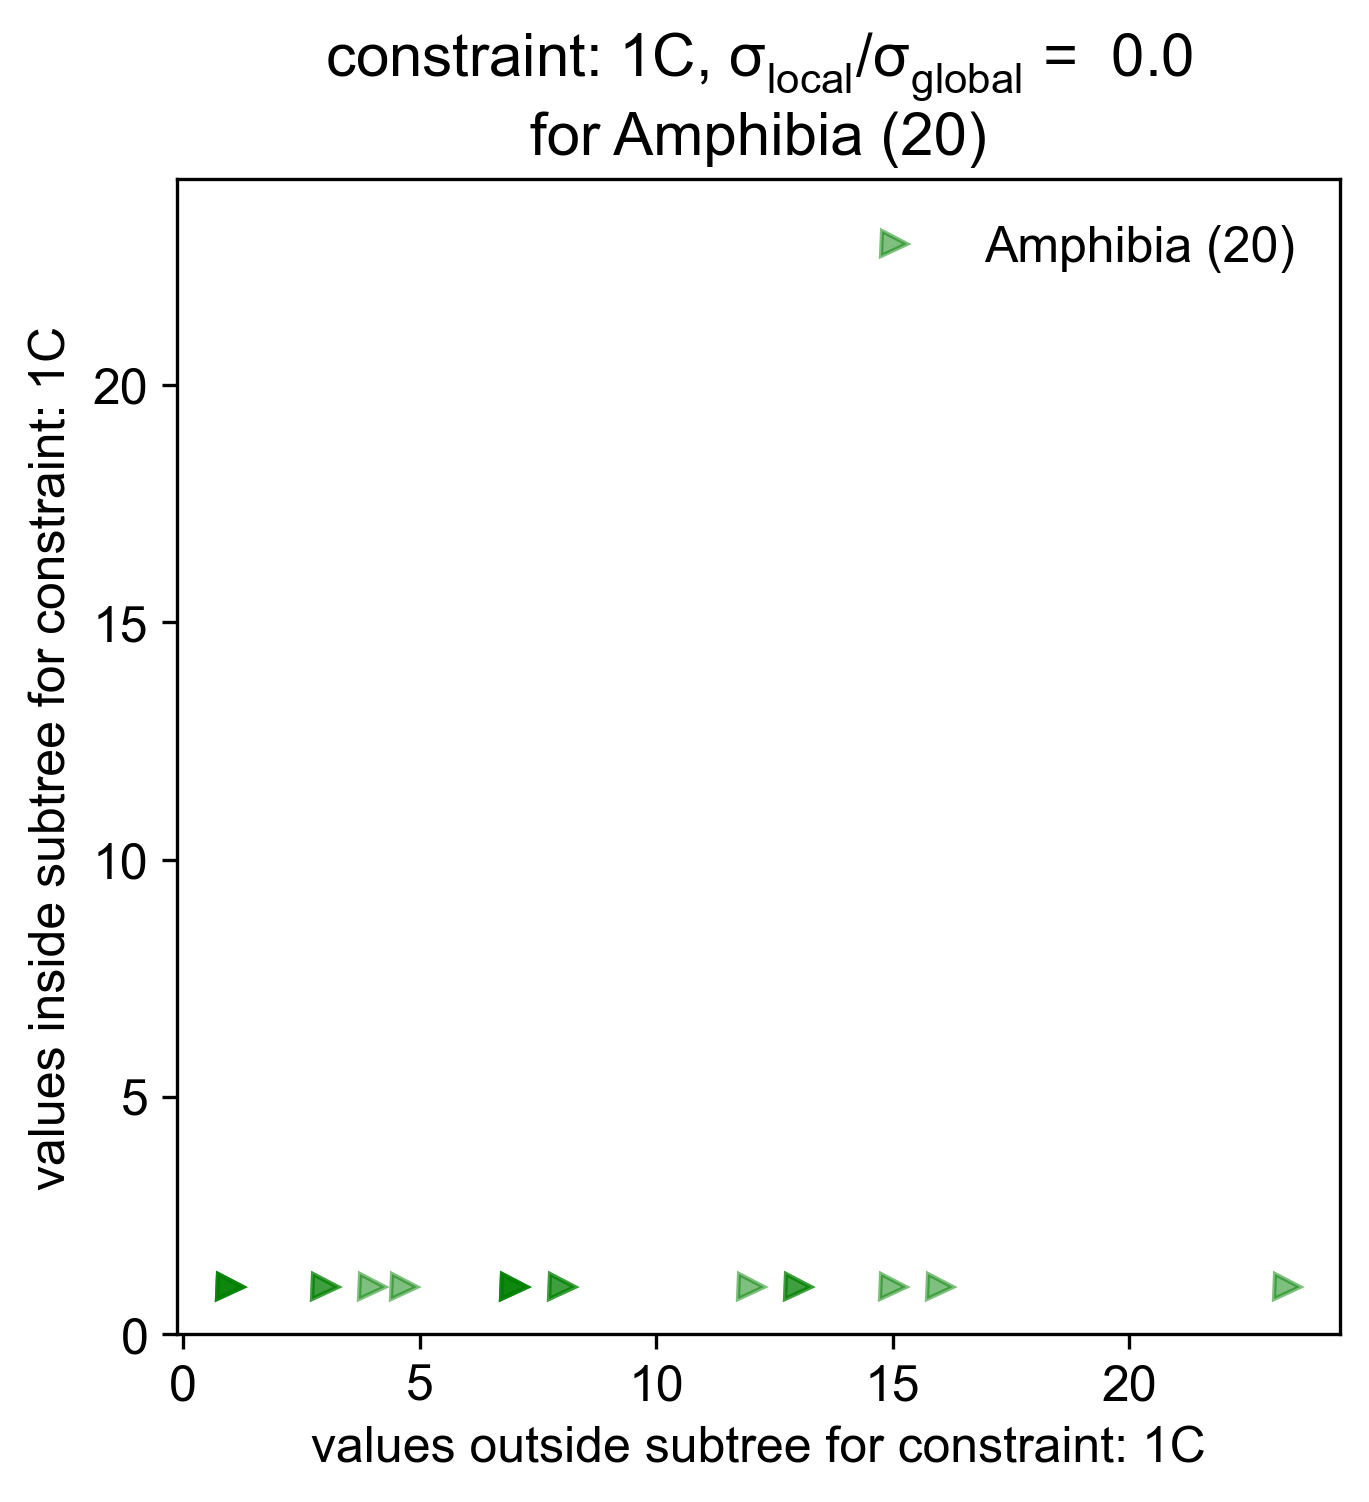 constraint: 1C, σlocal/σglobal = 0.0
for Amphibia (20)
Amphibia (20)
values inside subtree for constraint: 1C
20
15
10
5
0
0 5 10 15 20
values outside subtree for constraint: 1C